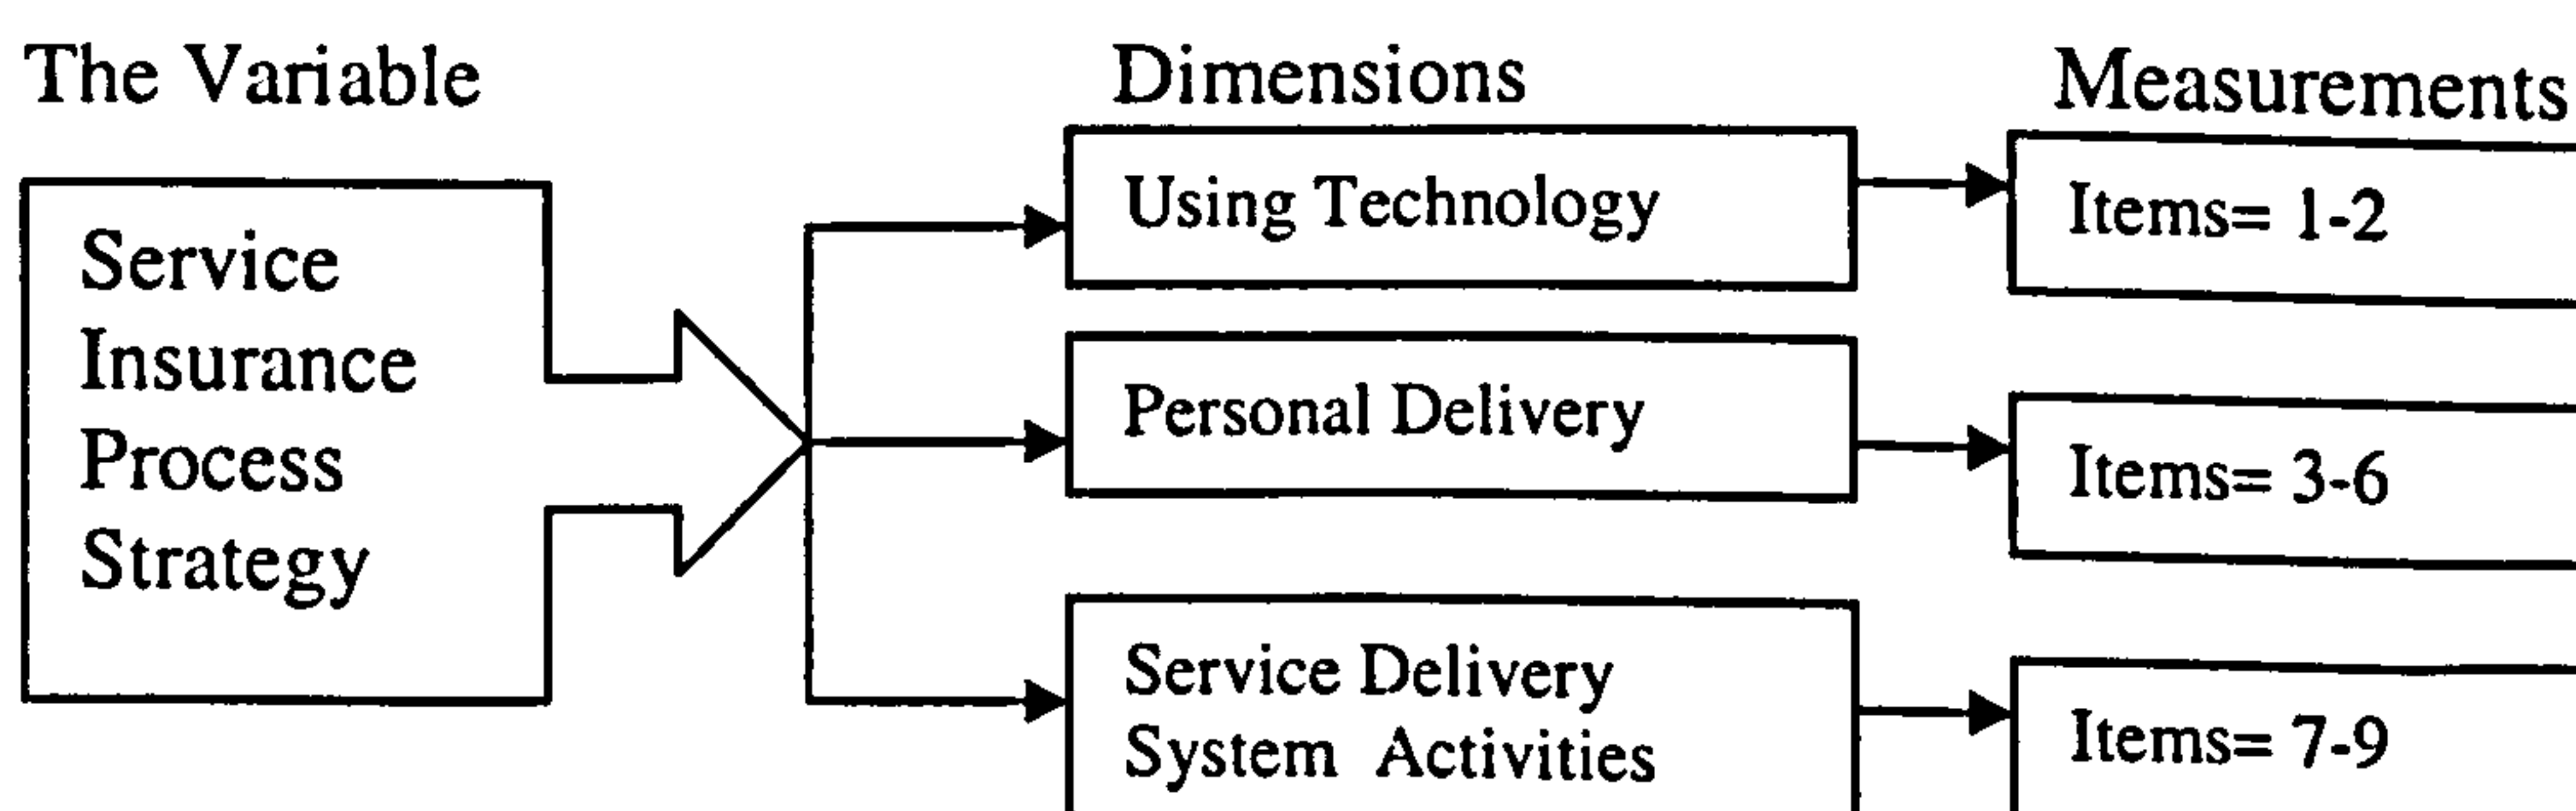 The Variable
Dimensions
Measurements
Service
Insurance
Process
Strategy
Using Technology
Items= 1-2
Personal Delivery
Items= 3-6
Service Delivery
System Activities
Items= 7-9